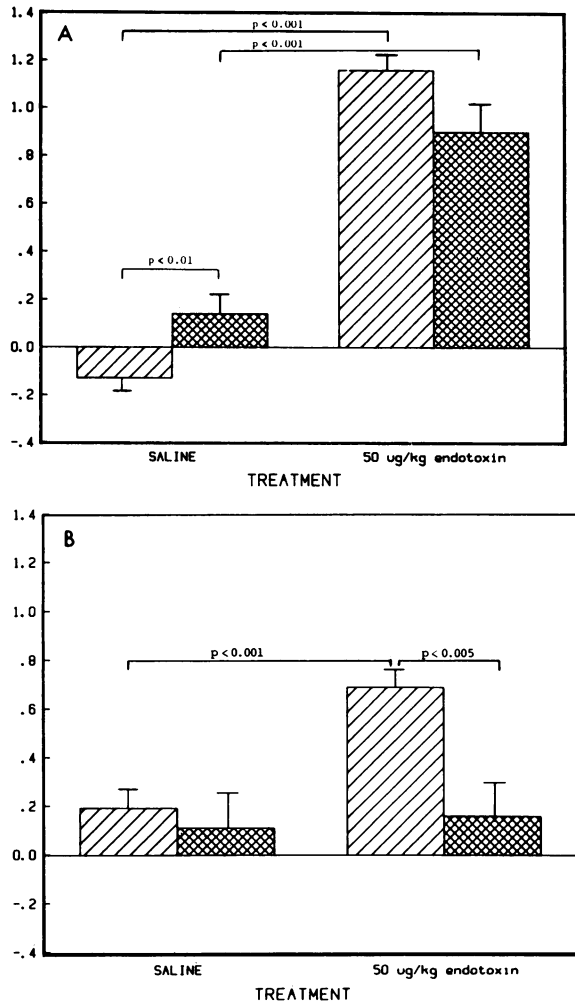 1.4
A
p < 0.001
1.2
p < 0.001
1.0
.8
.6
.4
p < 0.01
.2
0.0
-.2
-.4
SALINE
50 ug/kg endotoxin
TREATMENT
1.4
B
1.2
1.0
.8
p < 0.001
p < 0.005
.6
.4
.2
0.0
-.2
-.4
SALINE
50 ug/kg endotoxin
TREATMENT